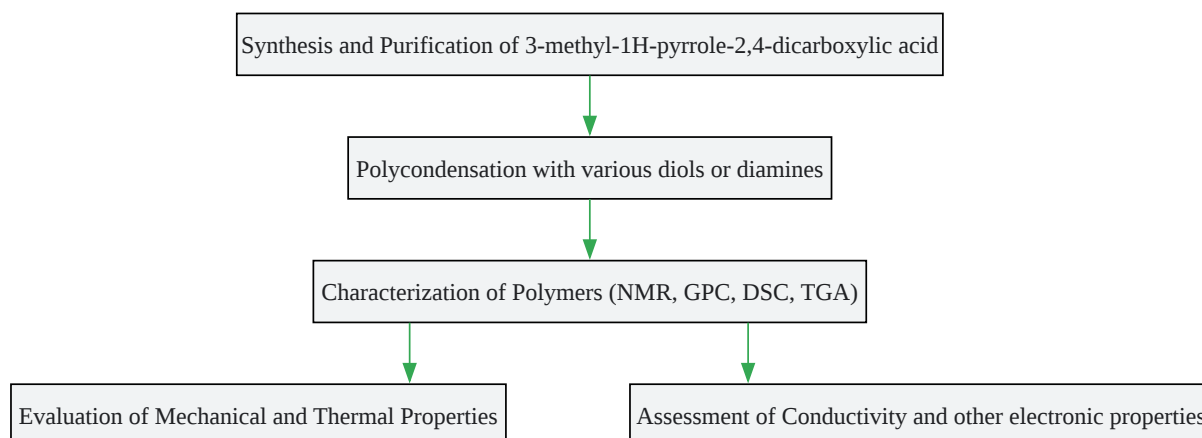 Synthesis and Purification of 3-methyl-1H-pyrrole-2,4-dicarboxylic acid
Polycondensation with various diols or diamines
Characterization of Polymers (NMR, GPC, DSC, TGA)
Evaluation of Mechanical and Thermal Properties
Assessment of Conductivity and other electronic properties